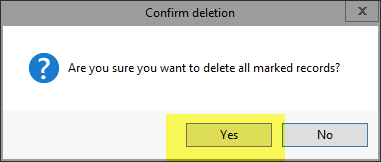 Confirm deletion
Are you sure you want to delete all marked records?
Yes
No